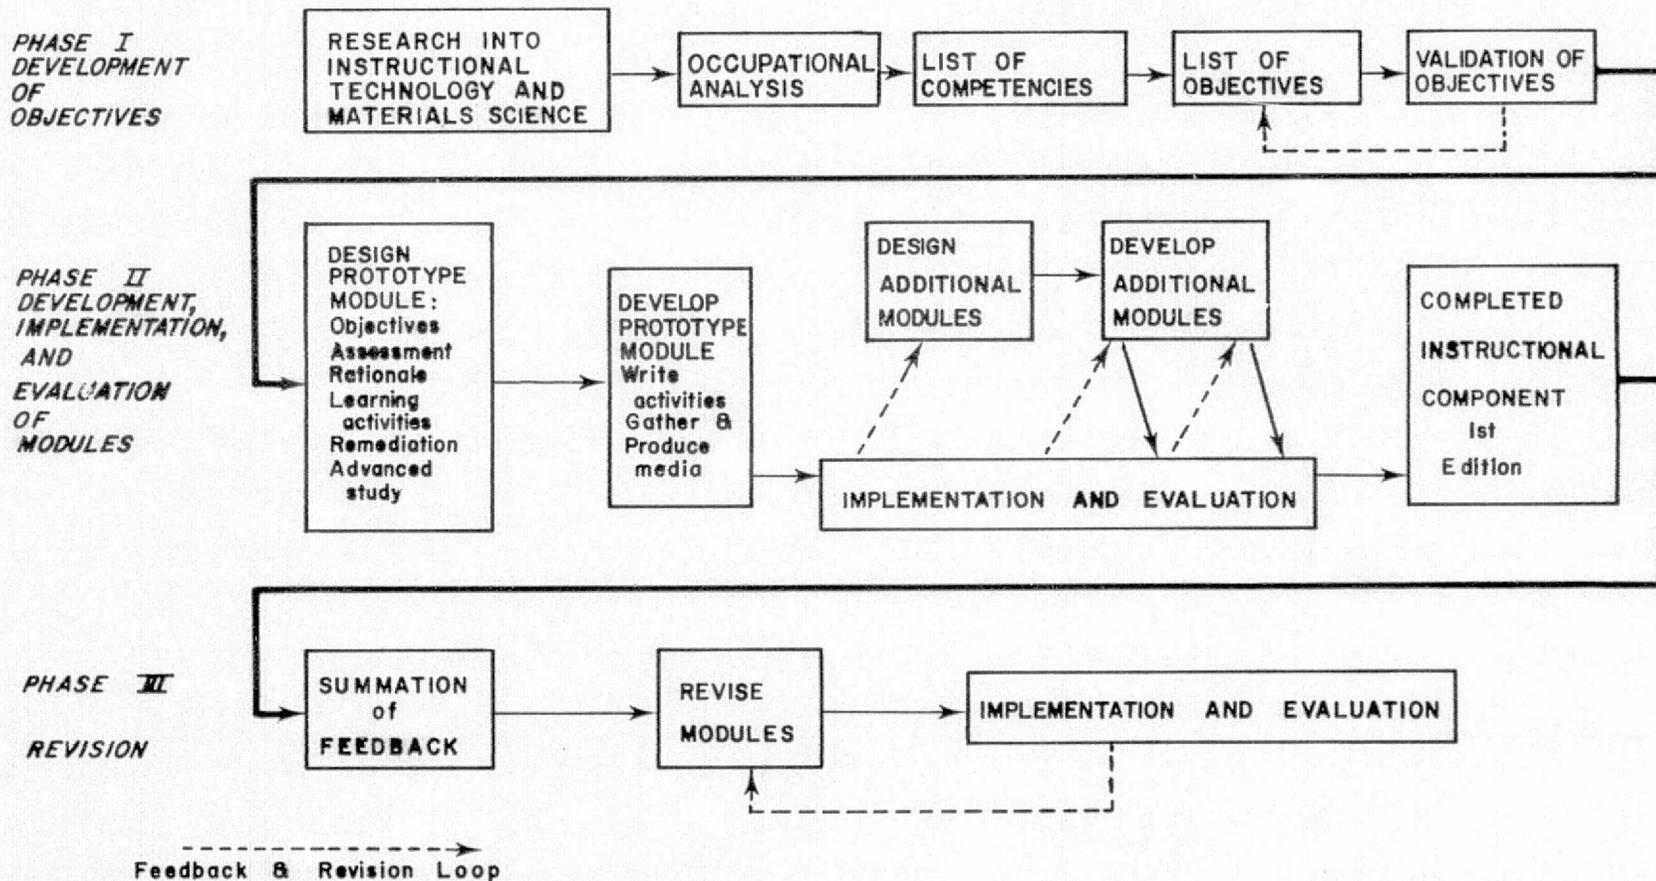 PHASE I
DEVELOPMENT
OF
OBJECTIVES
RESEARCH INTO
INSTRUCTIONAL
TECHNOLOGY AND
MATERIALS SCIENCE
OCCUPATIONAL
ANALYSIS
LIST OF
COMPETENCIES
LIST OF
OBJECTIVES
VALIDATION OF
OBJECTIVES
PHASE II
DEVELOPMENT,
IMPLEMENTATION,
AND
EVALUATION
OF
MODULES
DESIGN
PROTOTYPE
MODULE:
Objectives
Assessment
Rationale
Learning
activities
Remediation
Advanced
study
DEVELOP
PROTOTYPE
MODULE
Write
activities
Gather &
Produce
media
DESIGN
ADDITIONAL
MODULES
DEVELOP
ADDITIONAL
MODULES
IMPLEMENTATION AND EVALUATION
COMPLETED
INSTRUCTIONAL
COMPONENT
1st
Edition
PHASE III
REVISION
SUMMATION
of
FEEDBACK
REVISE
MODULES
IMPLEMENTATION AND EVALUATION
Feedback & Revision Loop